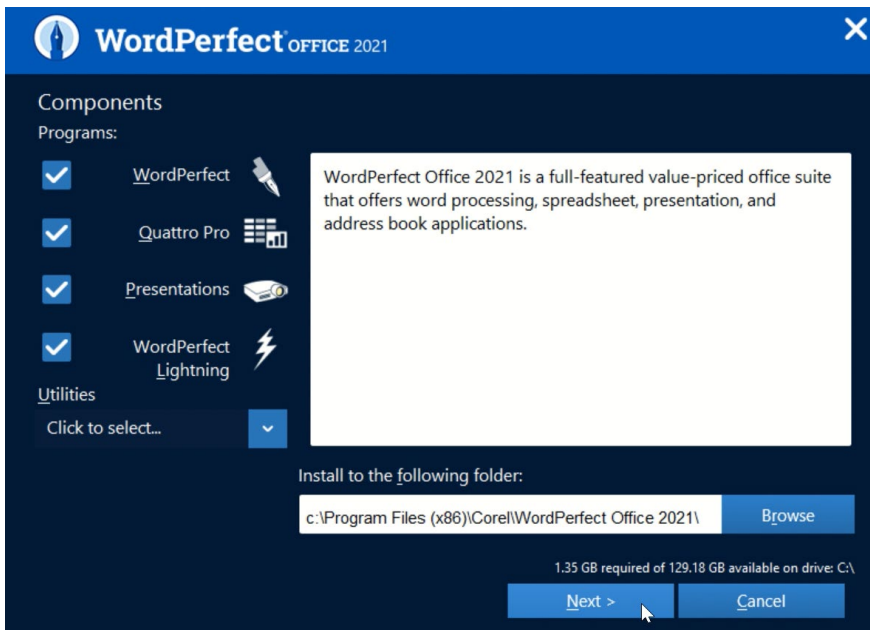 WordPerfect OFFICE 2021
Components
Programs:
WordPerfect
Quattro Pro
Presentations
WordPerfect
Lightning
Utilities
Click to select...
WordPerfect Office 2021 is a full-featured value-priced office suite
that offers word processing, spreadsheet, presentation, and
address book applications.
Install to the following folder:
c:\Program Files (x86)\Corel\WordPerfect Office 2021\
Browse
1.35 GB required of 129.18 GB available on drive: C:\
Next >
Cancel